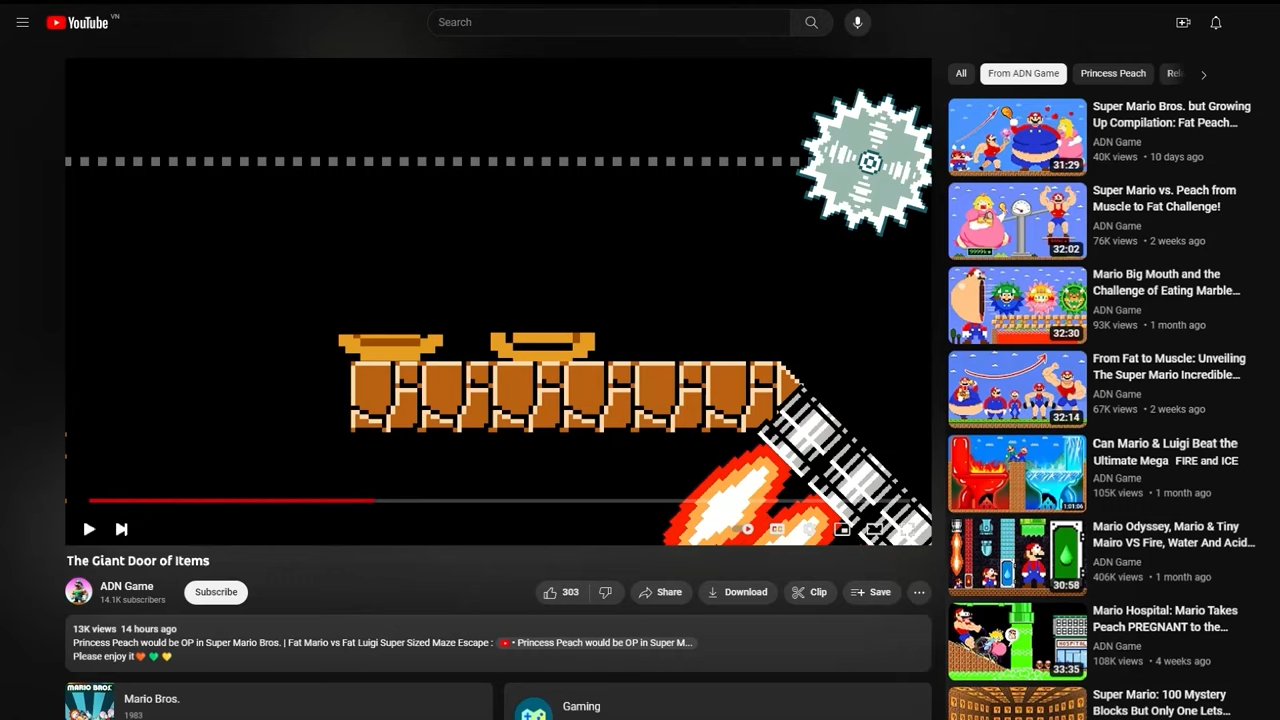 YouTube VN
Search
All
From ADN Game
Princess Peach
Super Mario Bros. but Growing
Up Compilation: Fat Peach...
ADN Game
40K views • 10 days ago
31:29
Super Mario vs. Peach from
Muscle to Fat Challenge!
ADN Game
76K views • 2 weeks ago
32:02
Mario Big Mouth and the
Challenge of Eating Marble...
ADN Game
93K views • 1 month ago
32:30
From Fat to Muscle: Unveiling
The Super Mario Incredible...
ADN Game
67K views • 2 weeks ago
32:14
Can Mario & Luigi Beat the
Ultimate Mega FIRE and ICE
ADN Game
105K views • 1 month ago
1:01:06
Mario Odyssey, Mario & Tiny
Mairo VS Fire, Water And Acid...
ADN Game
406K views • 1 month ago
30:58
Mario Hospital: Mario Takes
Peach PREGNANT to the...
ADN Game
108K views • 4 weeks ago
33:35
Super Mario: 100 Mystery
Blocks But Only One Lets...
The Giant Door of Items
ADN Game
14.1K subscribers
Subscribe
303
Share
Download
Clip
Save
13K views 14 hours ago
Princess Peach would be OP in Super Mario Bros. | Fat Mario vs Fat Luigi Super Sized Maze Escape : • Princess Peach would be OP in Super M...
Please enjoy it🧡 💚 💛
MARIO BROS.
Mario Bros.
1983
Gaming